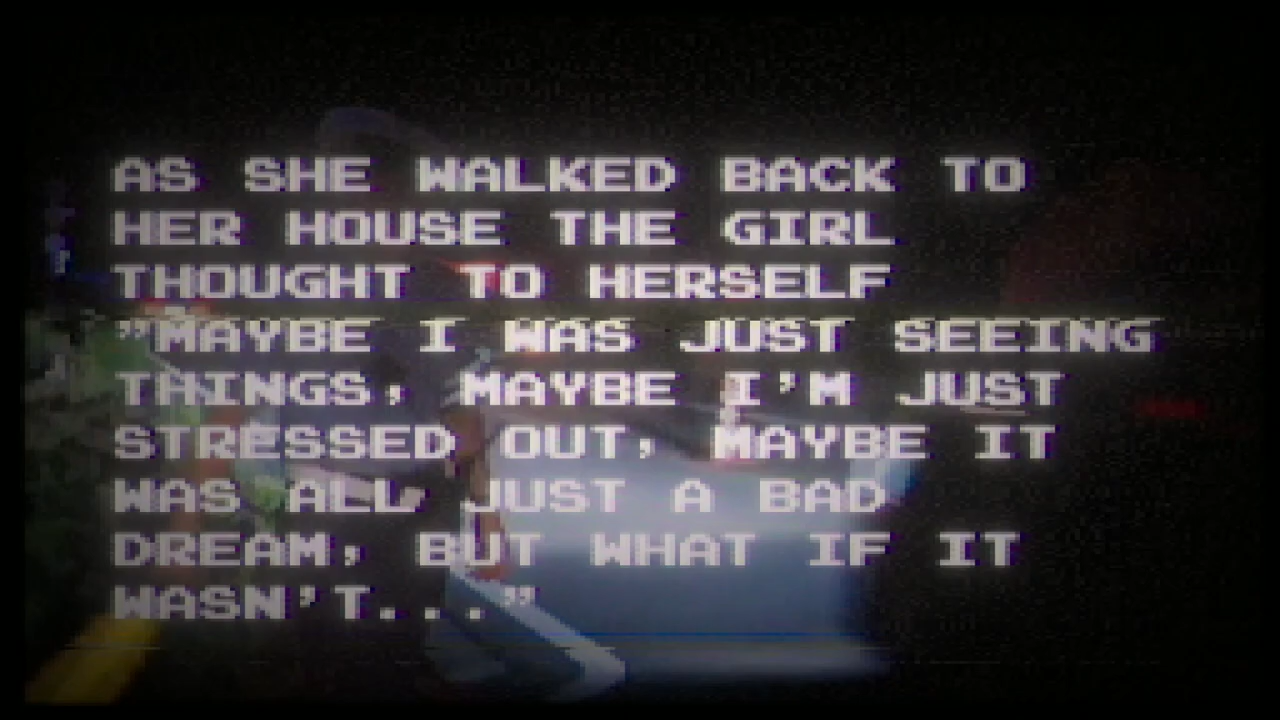 AS SHE WALKED BACK TO
HER HOUSE THE GIRL
THOUGHT TO HERSELF
"MAYBE I WAS JUST SEEING
THINGS, MAYBE I'M JUST
STRESSED OUT, MAYBE IT
WAS ALL JUST A BAD
DREAM, BUT WHAT IF IT
WASN'T..."